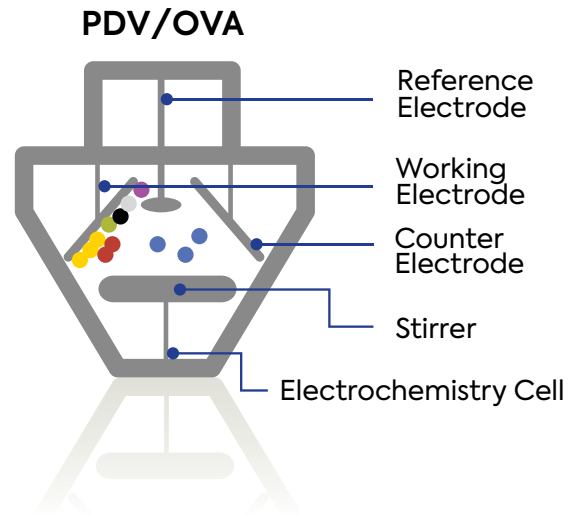 PDV/OVA
Reference
Electrode
Working
Electrode
Counter
Electrode
Stirrer
Electrochemistry Cell